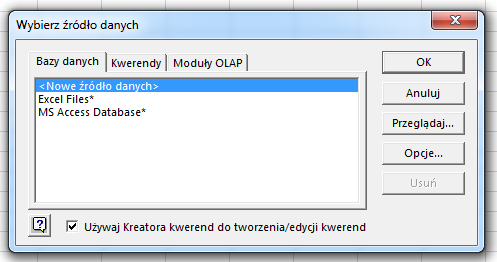 Wybierz źródło danych
Bazy danych
Kwerendy
Moduły OLAP
<Nowe źródło danych>
Excel Files*
MS Access Database*
OK
Anuluj
Przeglądaj...
Opcje...
Usuń
?
Używaj Kreatora kwerend do tworzenia/edycji kwerend